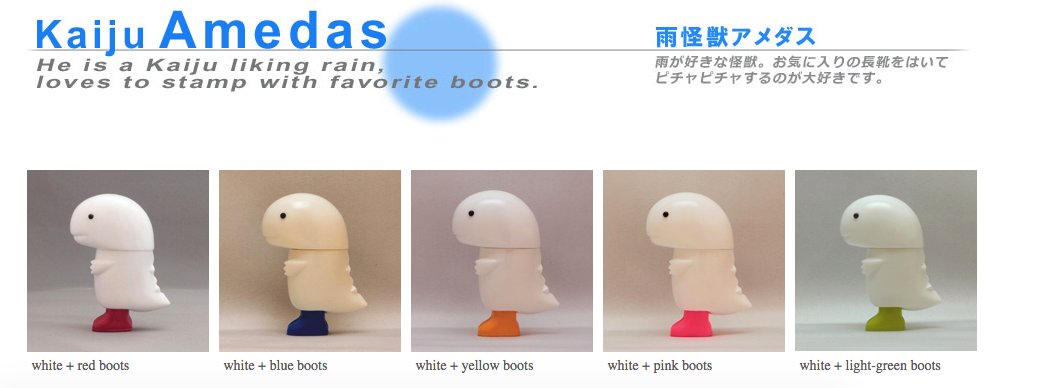 Kaiju Amedas
He is a Kaiju liking rain,
loves to stamp with favorite boots.
雨怪獣アメダス
雨が好きな怪獣。お気に入りの長靴をはいて
ピチャピチャするのが大好きです。
white + red boots
white + blue boots
white + yellow boots
white + pink boots
white + light-green boots